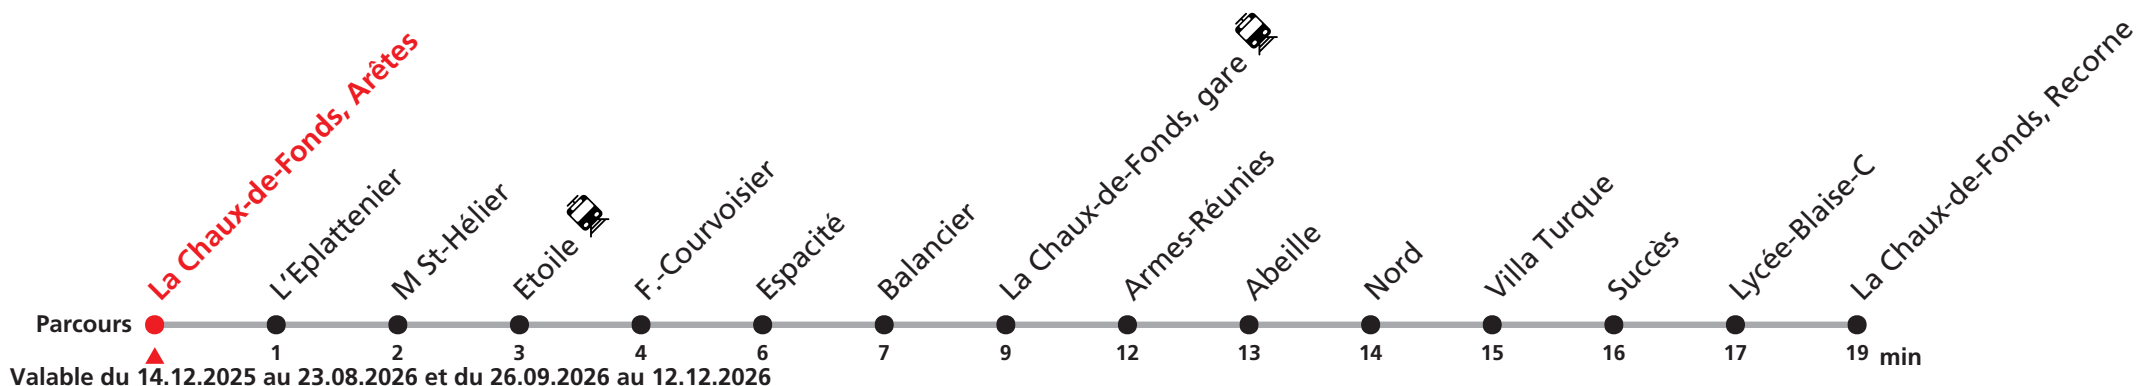 La Chaux-de-Fonds, Arêtes
L'Eplattenier
M St-Hélier
Etoile
F.-Courvoisier
Espacité
Balancier
La Chaux-de-Fonds, gare
Armes-Réunies
Abeille
Nord
Villa Turque
Succès
Lycée-Blaise-C
La Chaux-de-Fonds, Recorne
Parcours
1 2 3 4 6 7 9 12 13 14 15 16 17 19 min
Valable du 14.12.2025 au 23.08.2026 et du 26.09.2026 au 12.12.2026